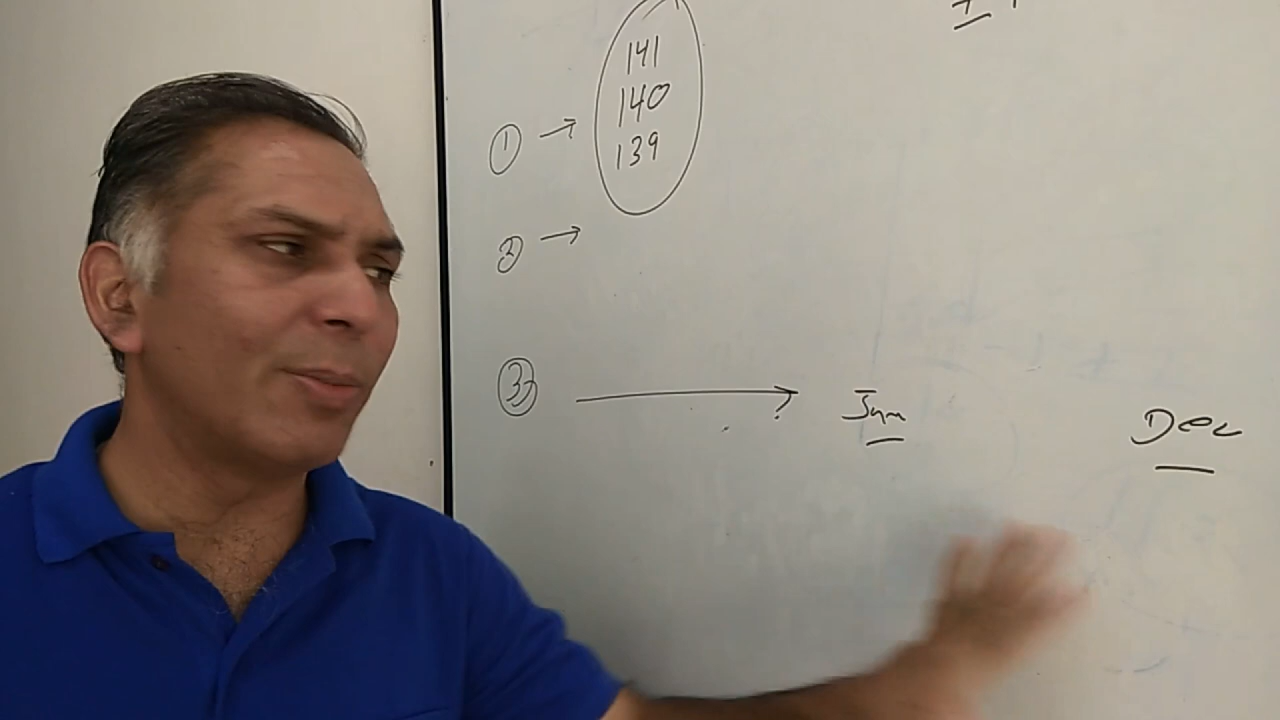 141
140
① → 139
② →
③ → Jun Dec